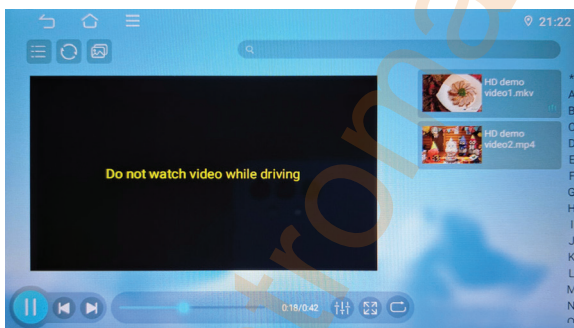 21:22
HD demo
video1.mkv
Do not watch video while driving
HD demo
video2.mp4
0:18/0:42
*
A
B
C
D
E
F
G
H
I
J
K
L
M
N